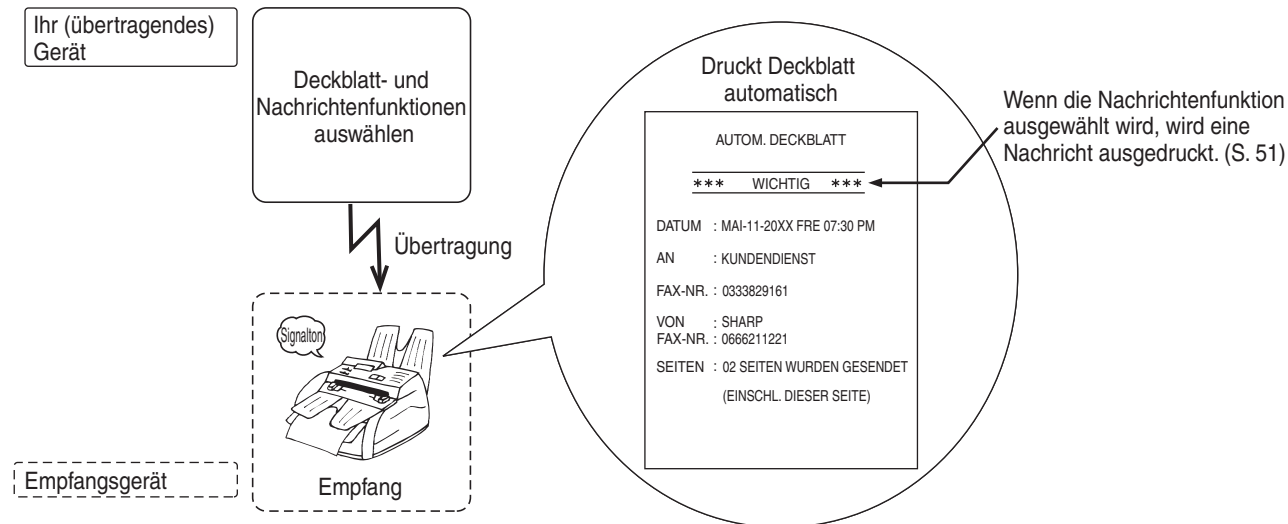 Ihr (übertragendes)
Gerät
Deckblatt- und
Nachrichtenfunktionen
auswählen
Übertragung
Signalton
Empfang
Empfangsgerät
Druckt Deckblatt
automatisch
AUTOM. DECKBLATT
*** WICHTIG ***
DATUM : MAI-11-20XX FRE 07:30 PM
AN : KUNDENDIENST
FAX-NR. : 0333829161
VON : SHARP
FAX-NR. : 0666211221
SEITEN : 02 SEITEN WURDEN GESENDET
(EINSCHL. DIESER SEITE)
Wenn die Nachrichtenfunktion
ausgewählt wird, wird eine
Nachricht ausgedruckt. (S. 51)